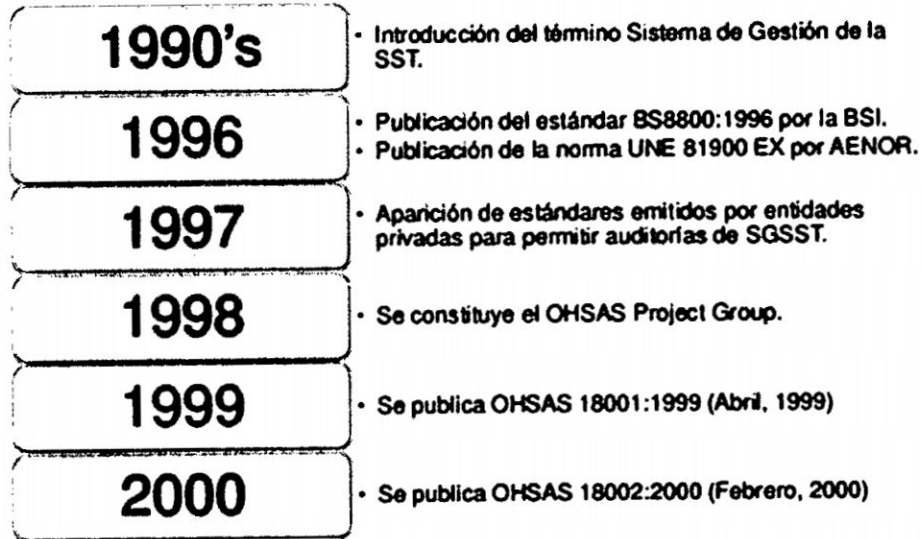 1990's
· Introducción del término Sistema de Gestión de la
SST.
1996
· Publicación del estándar BS8800:1996 por la BSI.
· Publicación de la norma UNE 81900 EX por AENOR.
1997
· Aparición de estándares emitidos por entidades
privadas para permitir auditorías de SGSST.
1998
· Se constituye el OHSAS Project Group.
1999
· Se publica OHSAS 18001:1999 (Abril, 1999)
2000
· Se publica OHSAS 18002:2000 (Febrero, 2000)